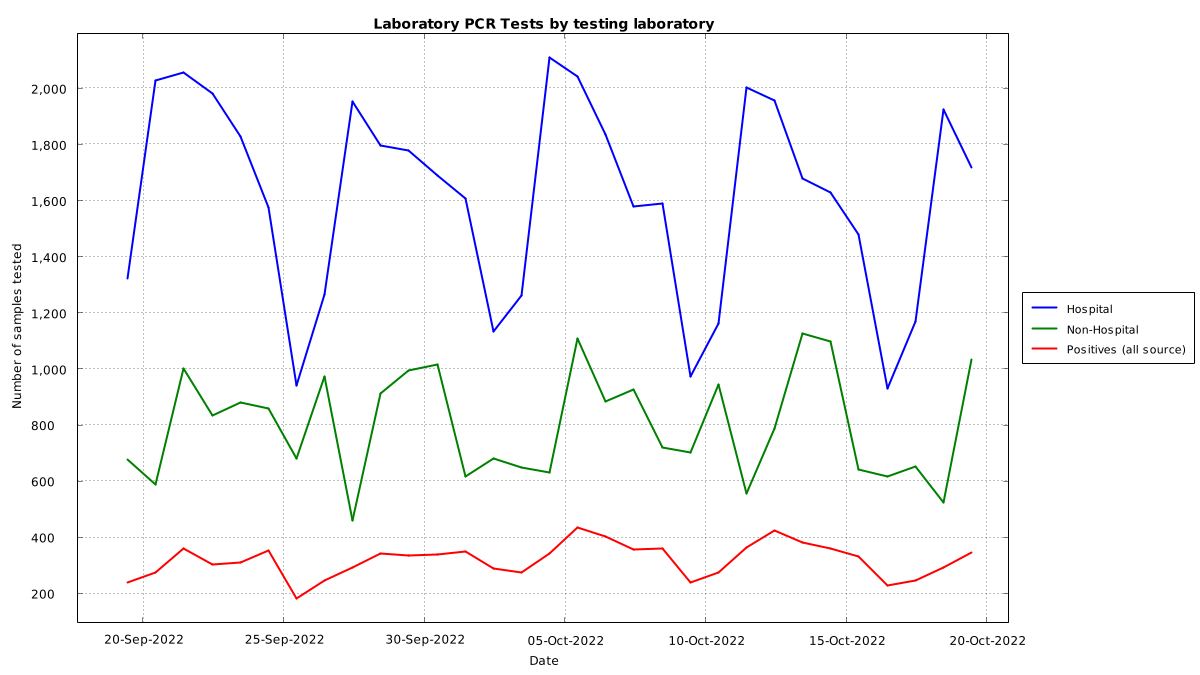 Laboratory PCR Tests by testing laboratory
Number of samples tested
2,000
1,800
1,600
1,400
1,200
1,000
800
600
400
200
20-Sep-2022
25-Sep-2022
30-Sep-2022
05-Oct-2022
10-Oct-2022
15-Oct-2022
20-Oct-2022
Date
Hospital
Non-Hospital
Positives (all source)